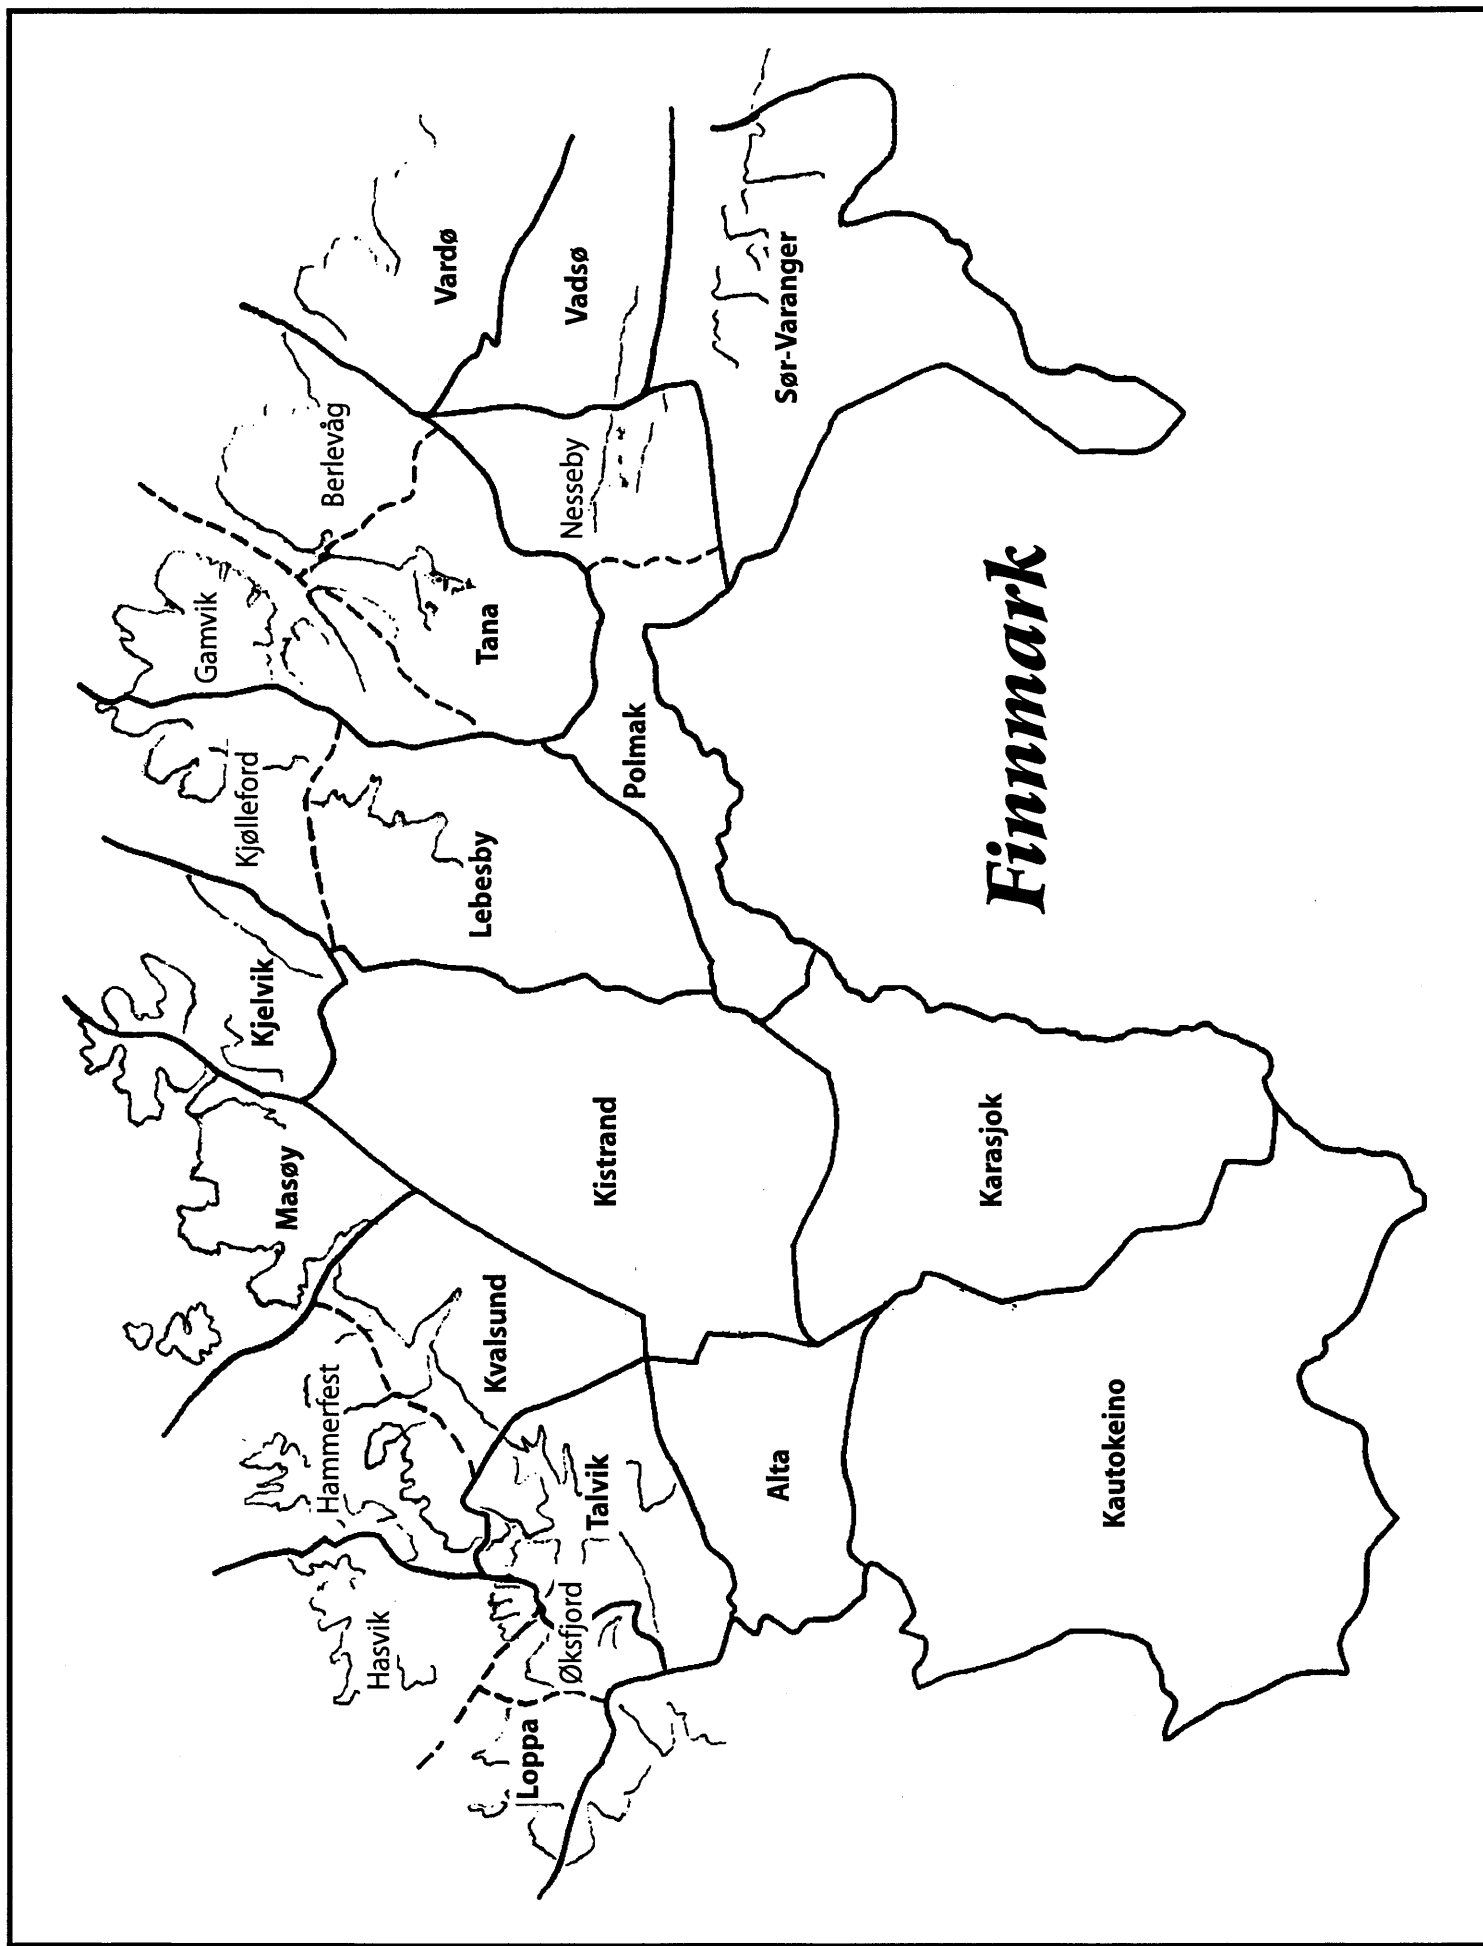 Gamvik
Berlevåg
Vardø
Kjølleford
Tana
Nesseby
Vadsø
Kjelvik
Lebesby
Polmak
Sør-Varanger
Masøy
Hammerfest
Kvalsund
Kistrand
Hasvik
Talvik
Øksfjord
Loppa
Alta
Karasjok
Kautokeino
Finnmark